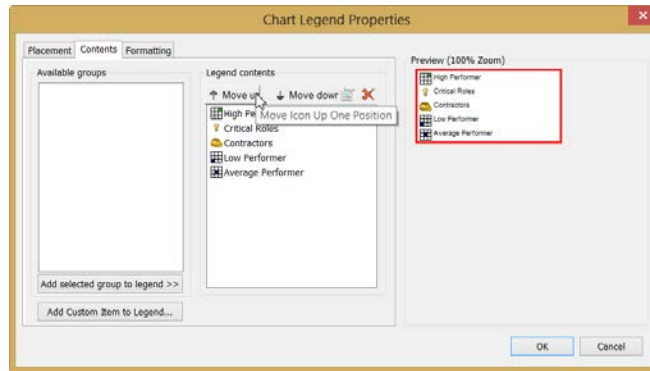 Chart Legend Properties
Placement Contents Formatting
Available groups
Legend contents
Move up Move down
Move Icon Up One Position
High Pe
Critical Roles
Contractors
Low Performer
Average Performer
Add selected group to legend >>
Add Custom Item to Legend...
Preview (100% Zoom)
High Performer
Critical Roles
Contractors
Low Performer
Average Performer
OK Cancel